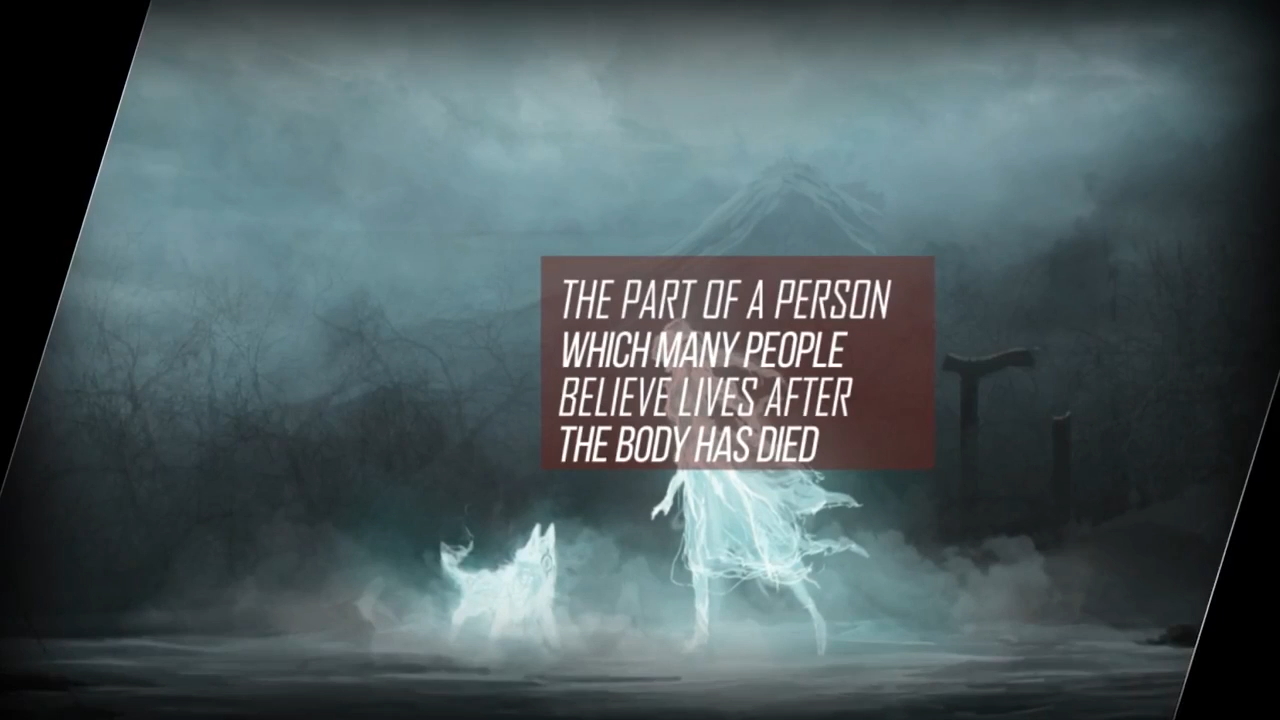 THE PART OF A PERSON
WHICH MANY PEOPLE
BELIEVE LIVES AFTER
THE BODY HAS DIED